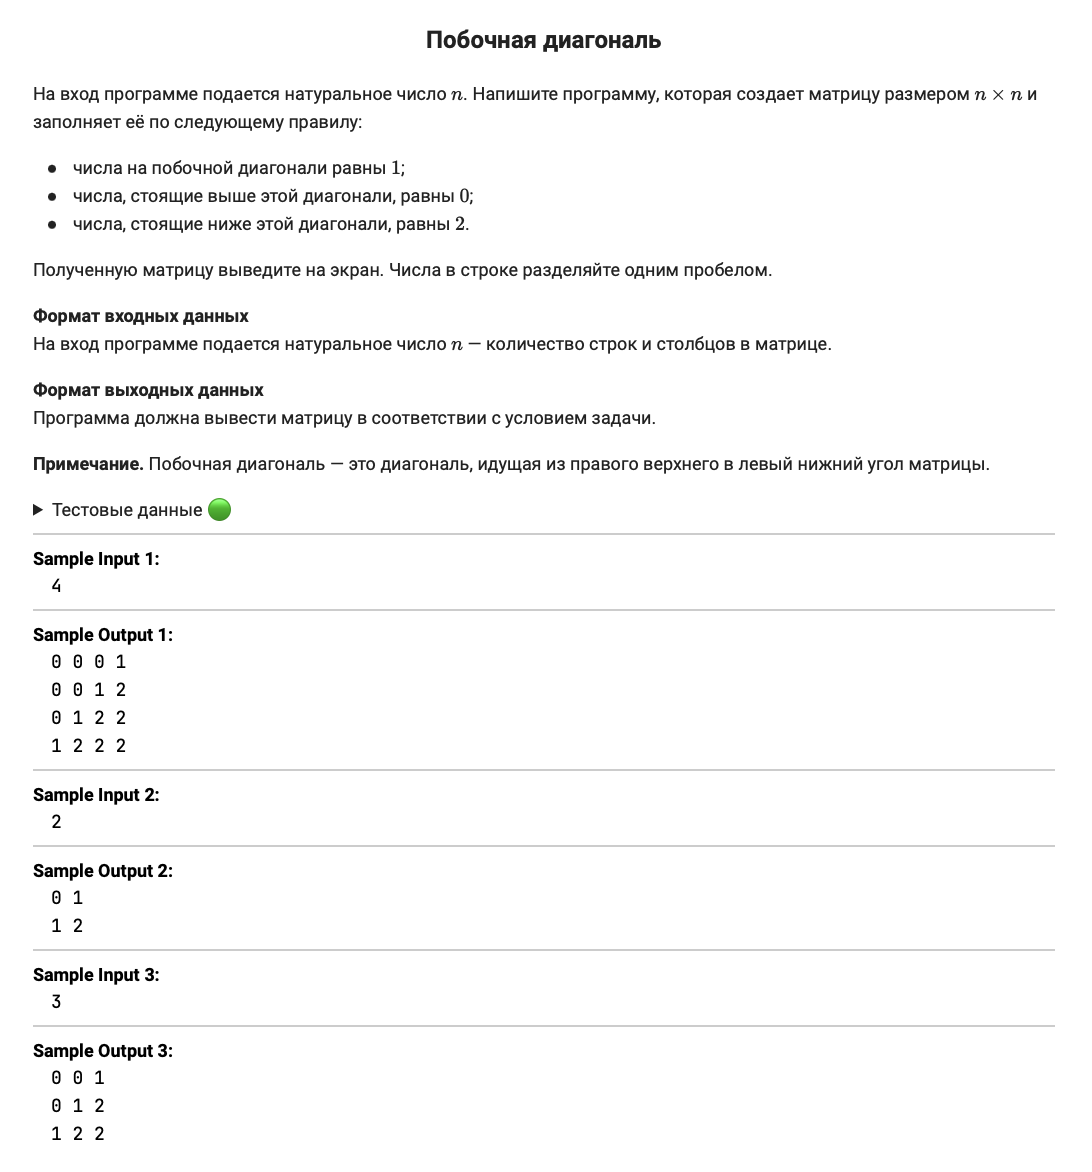 Побочная диагональ
На вход программе подается натуральное число n. Напишите программу, которая создает матрицу размером n × n и
заполняет её по следующему правилу:
● числа на побочной диагонали равны 1;
● числа, стоящие выше этой диагонали, равны 0;
● числа, стоящие ниже этой диагонали, равны 2.
Полученную матрицу выведите на экран. Числа в строке разделяйте одним пробелом.
Формат входных данных
На вход программе подается натуральное число n — количество строк и столбцов в матрице.
Формат выходных данных
Программа должна вывести матрицу в соответствии с условием задачи.
Примечание. Побочная диагональ — это диагональ, идущая из правого верхнего в левый нижний угол матрицы.
▶ Тестовые данные 🟢
Sample Input 1:
4
Sample Output 1:
0 0 0 1
0 0 1 2
0 1 2 2
1 2 2 2
Sample Input 2:
2
Sample Output 2:
0 1
1 2
Sample Input 3:
3
Sample Output 3:
0 0 1
0 1 2
1 2 2